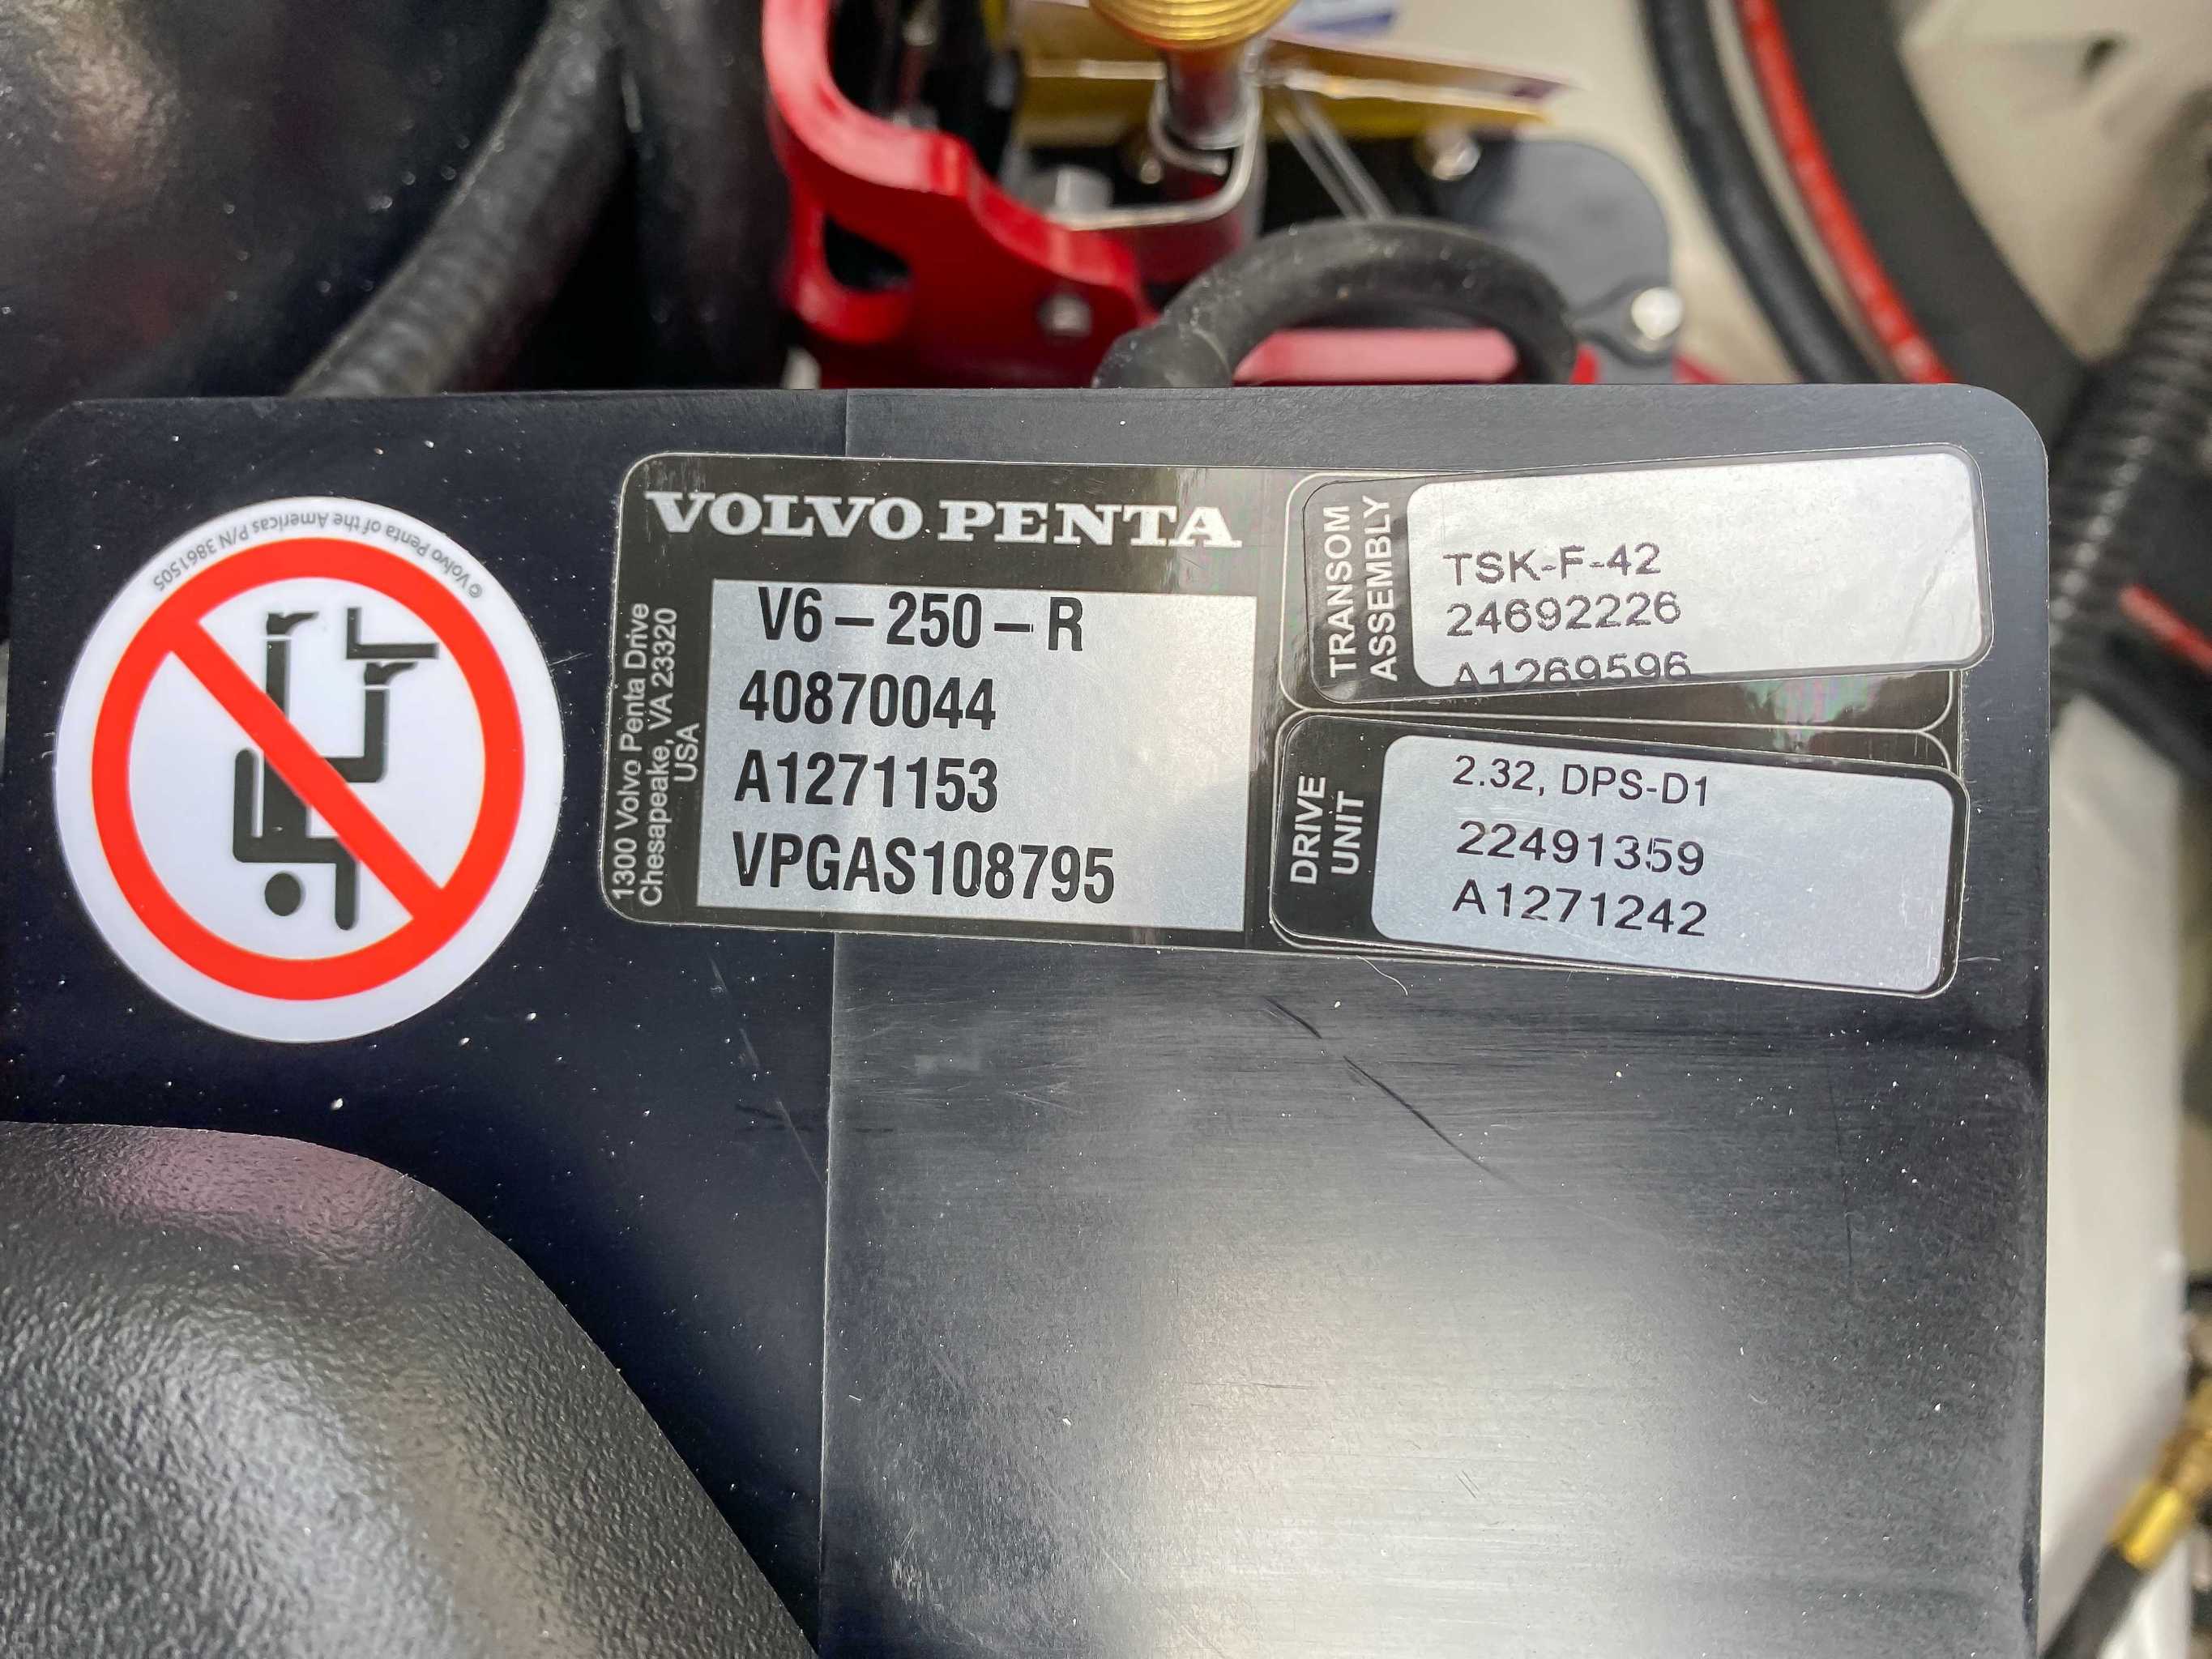 © Volvo Penta of the Americas P/N 3861505
VOLVO PENTA
1300 Volvo Penta Drive
Chesapeake, VA 23320
USA
V6-250-R
40870044
A1271153
VPGAS108795
TRANSOM
ASSEMBLY
TSK-F-42
24692226
A1269596
DRIVE
UNIT
2.32, DPS-D1
22491359
A1271242